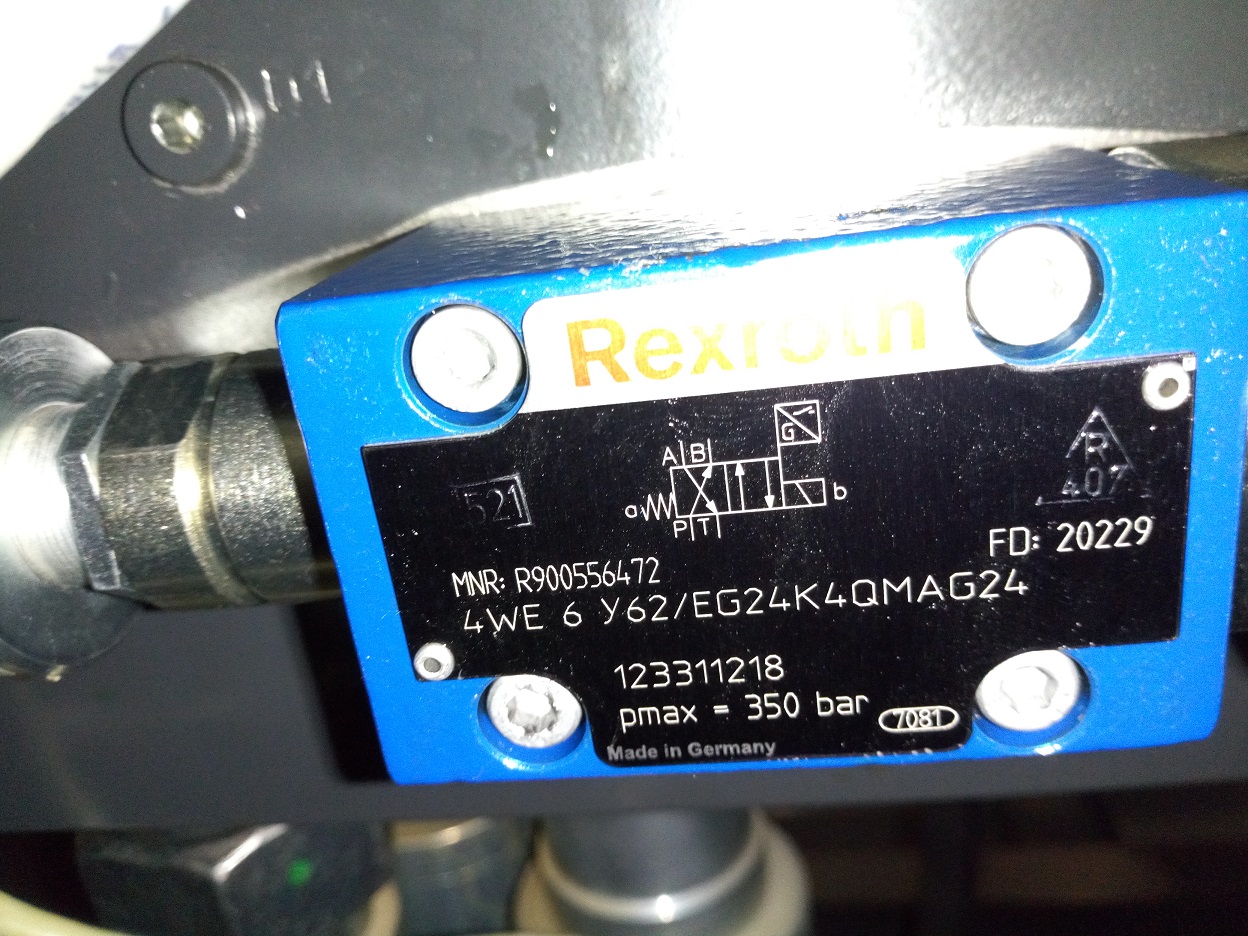 Rexroth
G
A B
521
R
407
a
b
P T
FD: 20229
MNR: R900556472
4WE 6 Y62/EG24K4QMAG24
123311218
pmax = 350 bar
7081
Made in Germany